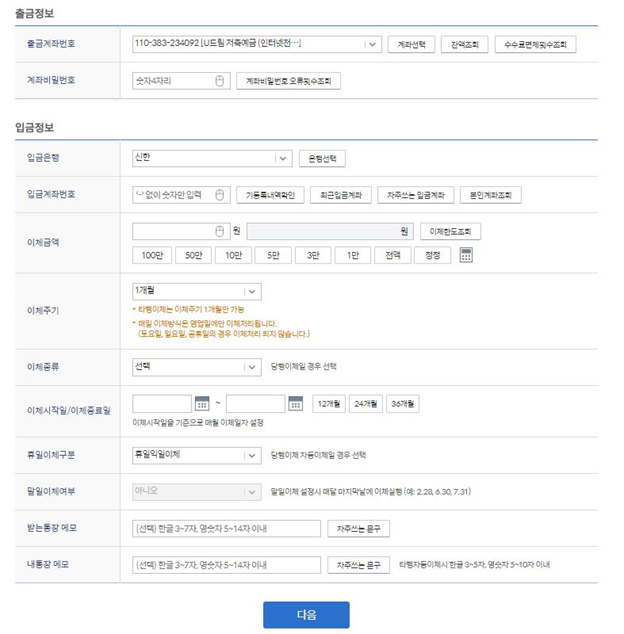 출금정보
출금계좌번호 110-383-234092 [U드림 저축예금 (인터넷전…] 계좌선택 잔액조회 수수료면제횟수조회
계좌비밀번호 숫자4자리 계좌비밀번호 오류횟수조회
입금정보
입금은행 신한 은행선택
입금계좌번호 '-' 없이 숫자만 입력 기등록내역확인 최근입금계좌 자주쓰는 입금계좌 본인계좌조회
이체금액 원 원 이체한도조회
100만 50만 10만 5만 3만 1만 전액 정정
이체주기 1개월
* 타행이체는 이체주기 1개월만 가능
* 매일 이체방식은 영업일에만 이체처리됩니다.
(토요일, 일요일, 공휴일의 경우 이체처리 되지 않습니다.)
이체종류 선택 당행이체일 경우 선택
이체시작일/이체종료일 ~ 12개월 24개월 36개월
이체시작일을 기준으로 매월 이체일자 설정
휴일이체구분 휴일익일이체 당행이체 자동이체일 경우 선택
말일이체여부 아니오 말일이체 설정시 매달 마지막날에 이체실행 (예: 2.28, 6.30, 7.31)
받는통장 메모 (선택) 한글 3~7자, 영숫자 5~14자 이내 자주쓰는 문구
내통장 메모 (선택) 한글 3~7자, 영숫자 5~14자 이내 자주쓰는 문구 타행자동이체시 한글 3~5자, 영숫자 5~10자 이내
다음